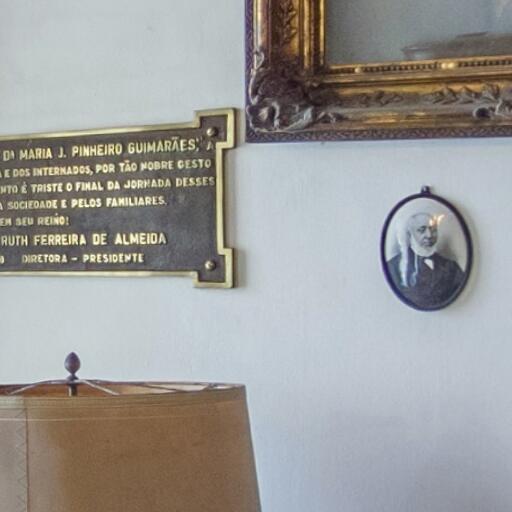 Dª MARIA J. PINHEIRO GUIMARÃES, A
E DOS INTERNADOS, POR TÃO NOBRE GESTO
NTO É TRISTE O FINAL DA JORNADA DESSES
A SOCIEDADE E PELOS FAMILIARES.
EM SEU REINO!
RUTH FERREIRA DE ALMEIDA
DIRETORA - PRESIDENTE